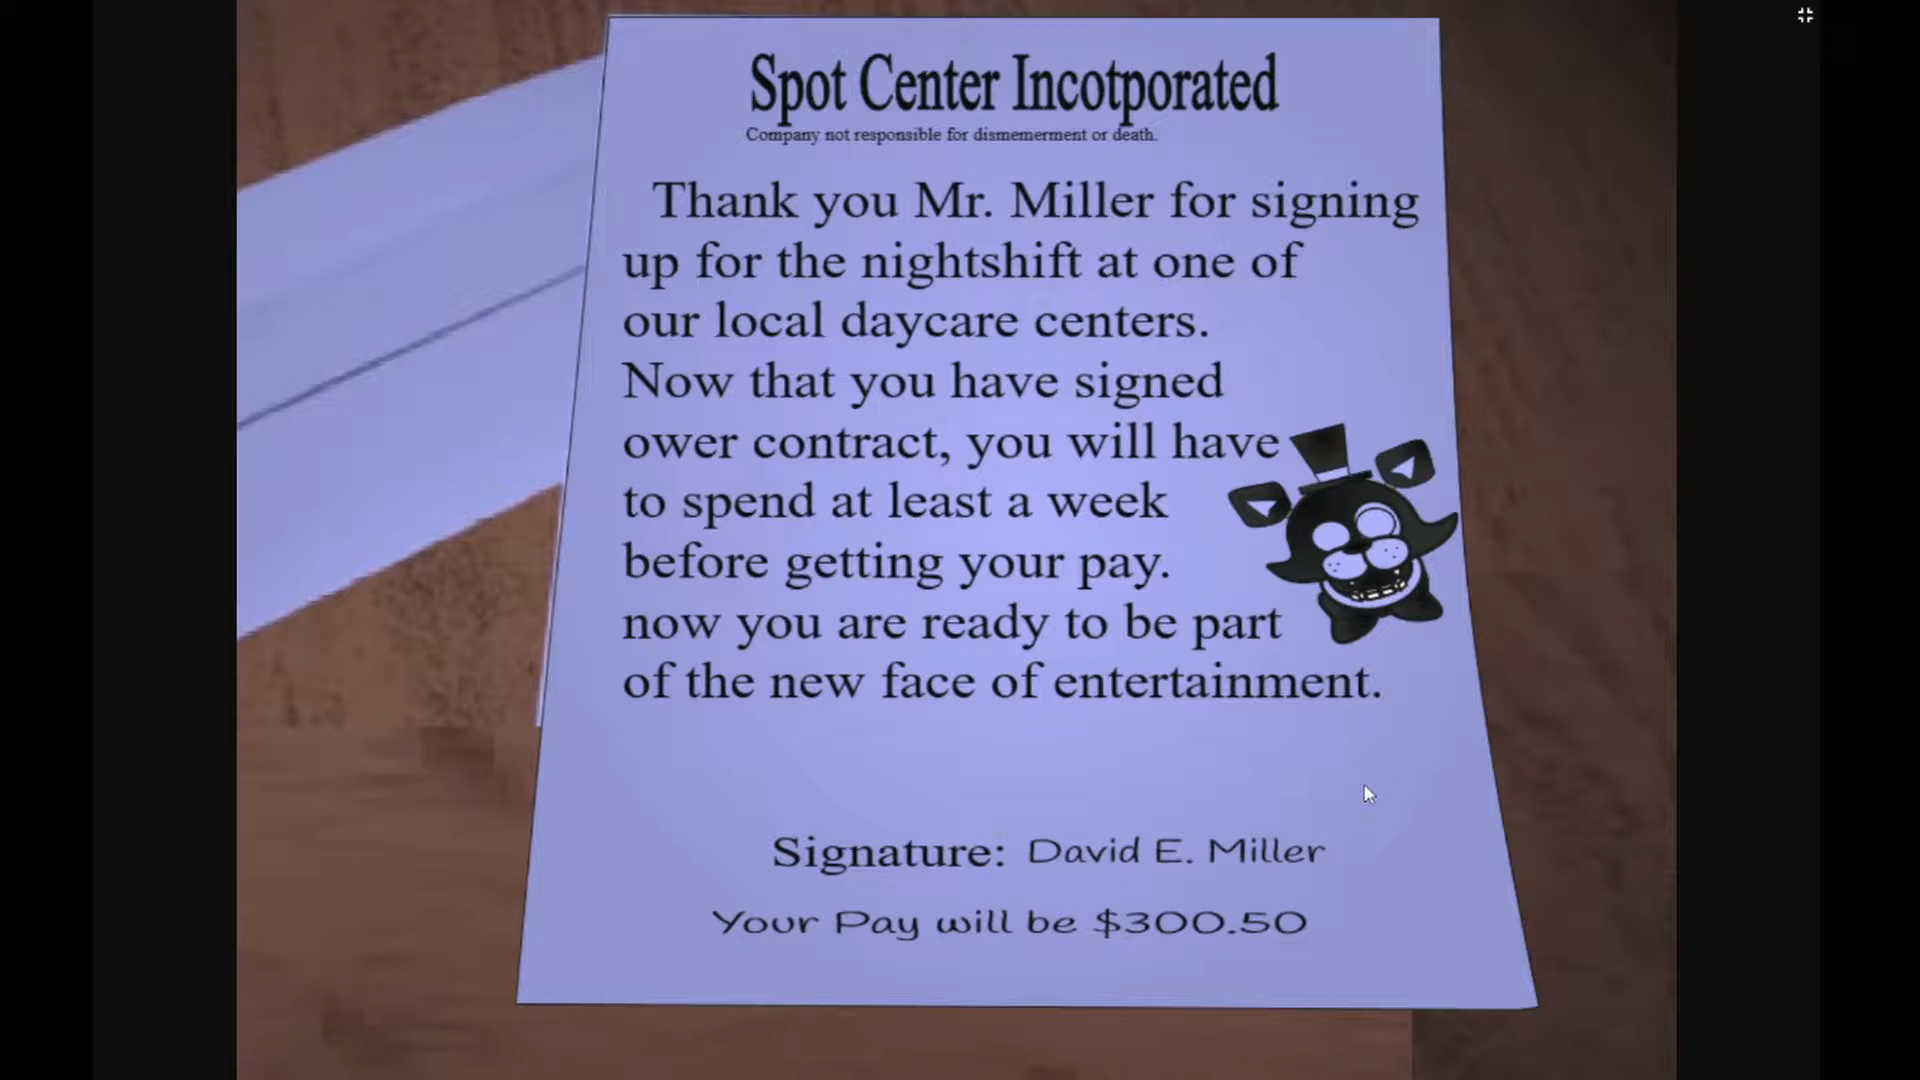 Spot Center Incotporated
Company not responsible for dismemerment or death.
Thank you Mr. Miller for signing
up for the nightshift at one of
our local daycare centers.
Now that you have signed
ower contract, you will have
to spend at least a week
before getting your pay.
now you are ready to be part
of the new face of entertainment.
Signature: David E. Miller
Your Pay will be $300.50